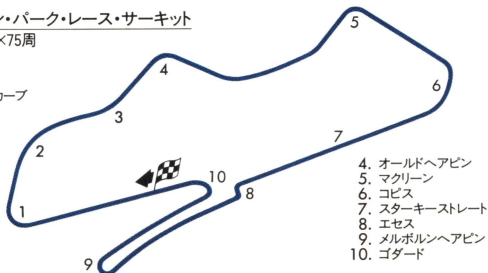 ン・パーク・レース・サーキット
×75周
カーブ
1
2
3
4
5
6
7
8
9
10
4. オールドヘアピン
5. マクリーン
6. コピス
7. スターキーストレート
8. エセス
9. メルボルンヘアピン
10. ゴダード